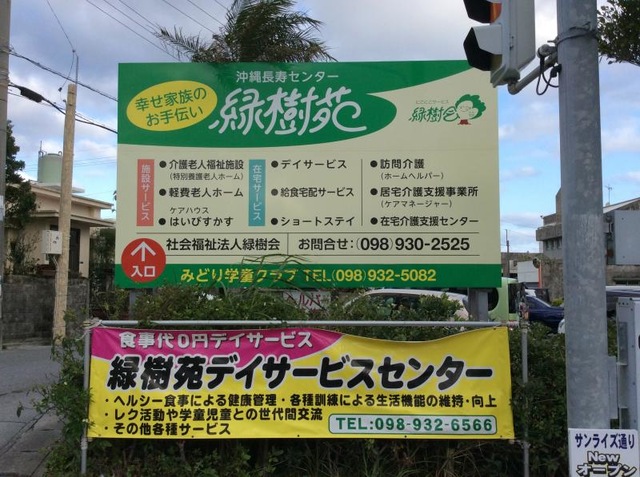 沖縄長寿センター
幸せ家族の
お手伝い
緑樹苑
緑樹苑
施設サービス
● 介護老人福祉施設
(特別養護老人ホーム)
● 軽費老人ホーム
ケアハウス
● はいびすかす
在宅サービス
● デイサービス
● 給食宅配サービス
● ショートステイ
● 訪問介護
(ホームヘルパー)
● 居宅介護支援事業所
(ケアマネージャー)
● 在宅介護支援センター
入口
社会福祉法人緑樹会 お問合せ:(098)930-2525
みどり学童クラブ TEL(098)932-5082
食事代0円デイサービス
緑樹苑デイサービスセンター
・ヘルシー食事による健康管理・各種訓練による生活機能の維持・向上
・レク活動や学童児童との世代間交流
・その他各種サービス
TEL:098-932-6566
サンライズ通り
New
オープン